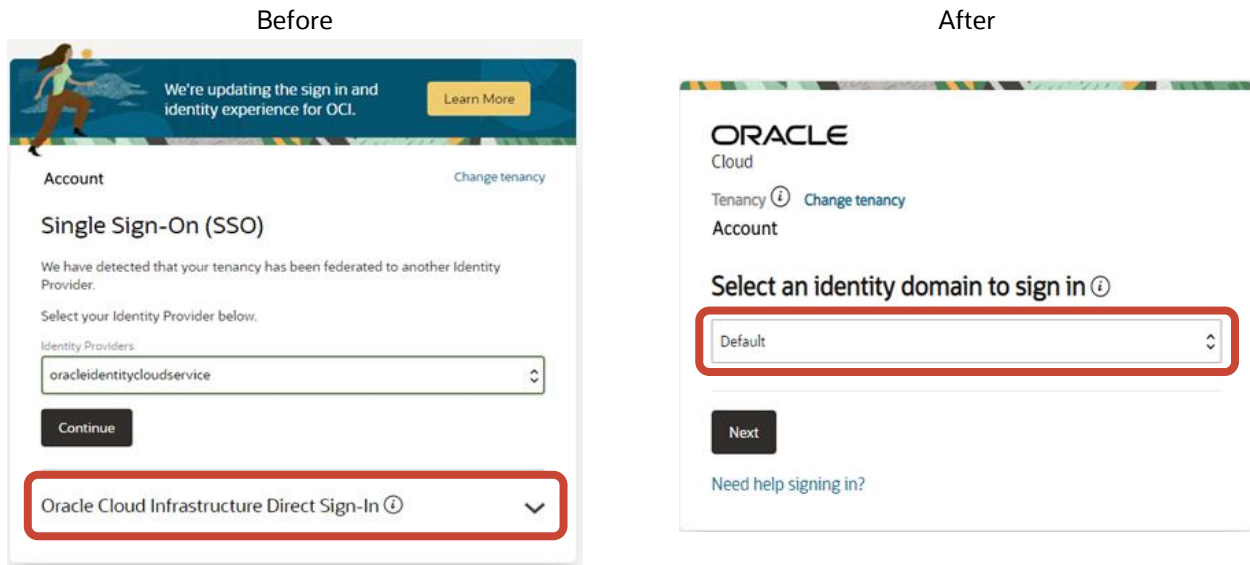 Before
We're updating the sign in and
identity experience for OCI.
Learn More
Account
Change tenancy
Single Sign-On (SSO)
We have detected that your tenancy has been federated to another Identity
Provider.
Select your Identity Provider below.
Identity Providers
oracleidentitycloudservice
Continue
Oracle Cloud Infrastructure Direct Sign-In
After
ORACLE
Cloud
Tenancy Change tenancy
Account
Select an identity domain to sign in
Default
Next
Need help signing in?